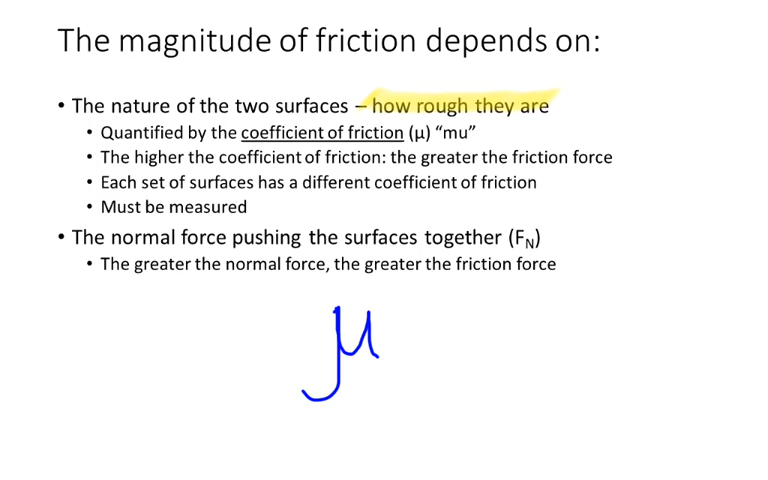 The magnitude of friction depends on:
• The nature of the two surfaces – how rough they are
• Quantified by the coefficient of friction (μ) “mu”
• The higher the coefficient of friction: the greater the friction force
• Each set of surfaces has a different coefficient of friction
• Must be measured
• The normal force pushing the surfaces together (FN)
• The greater the normal force, the greater the friction force
μ